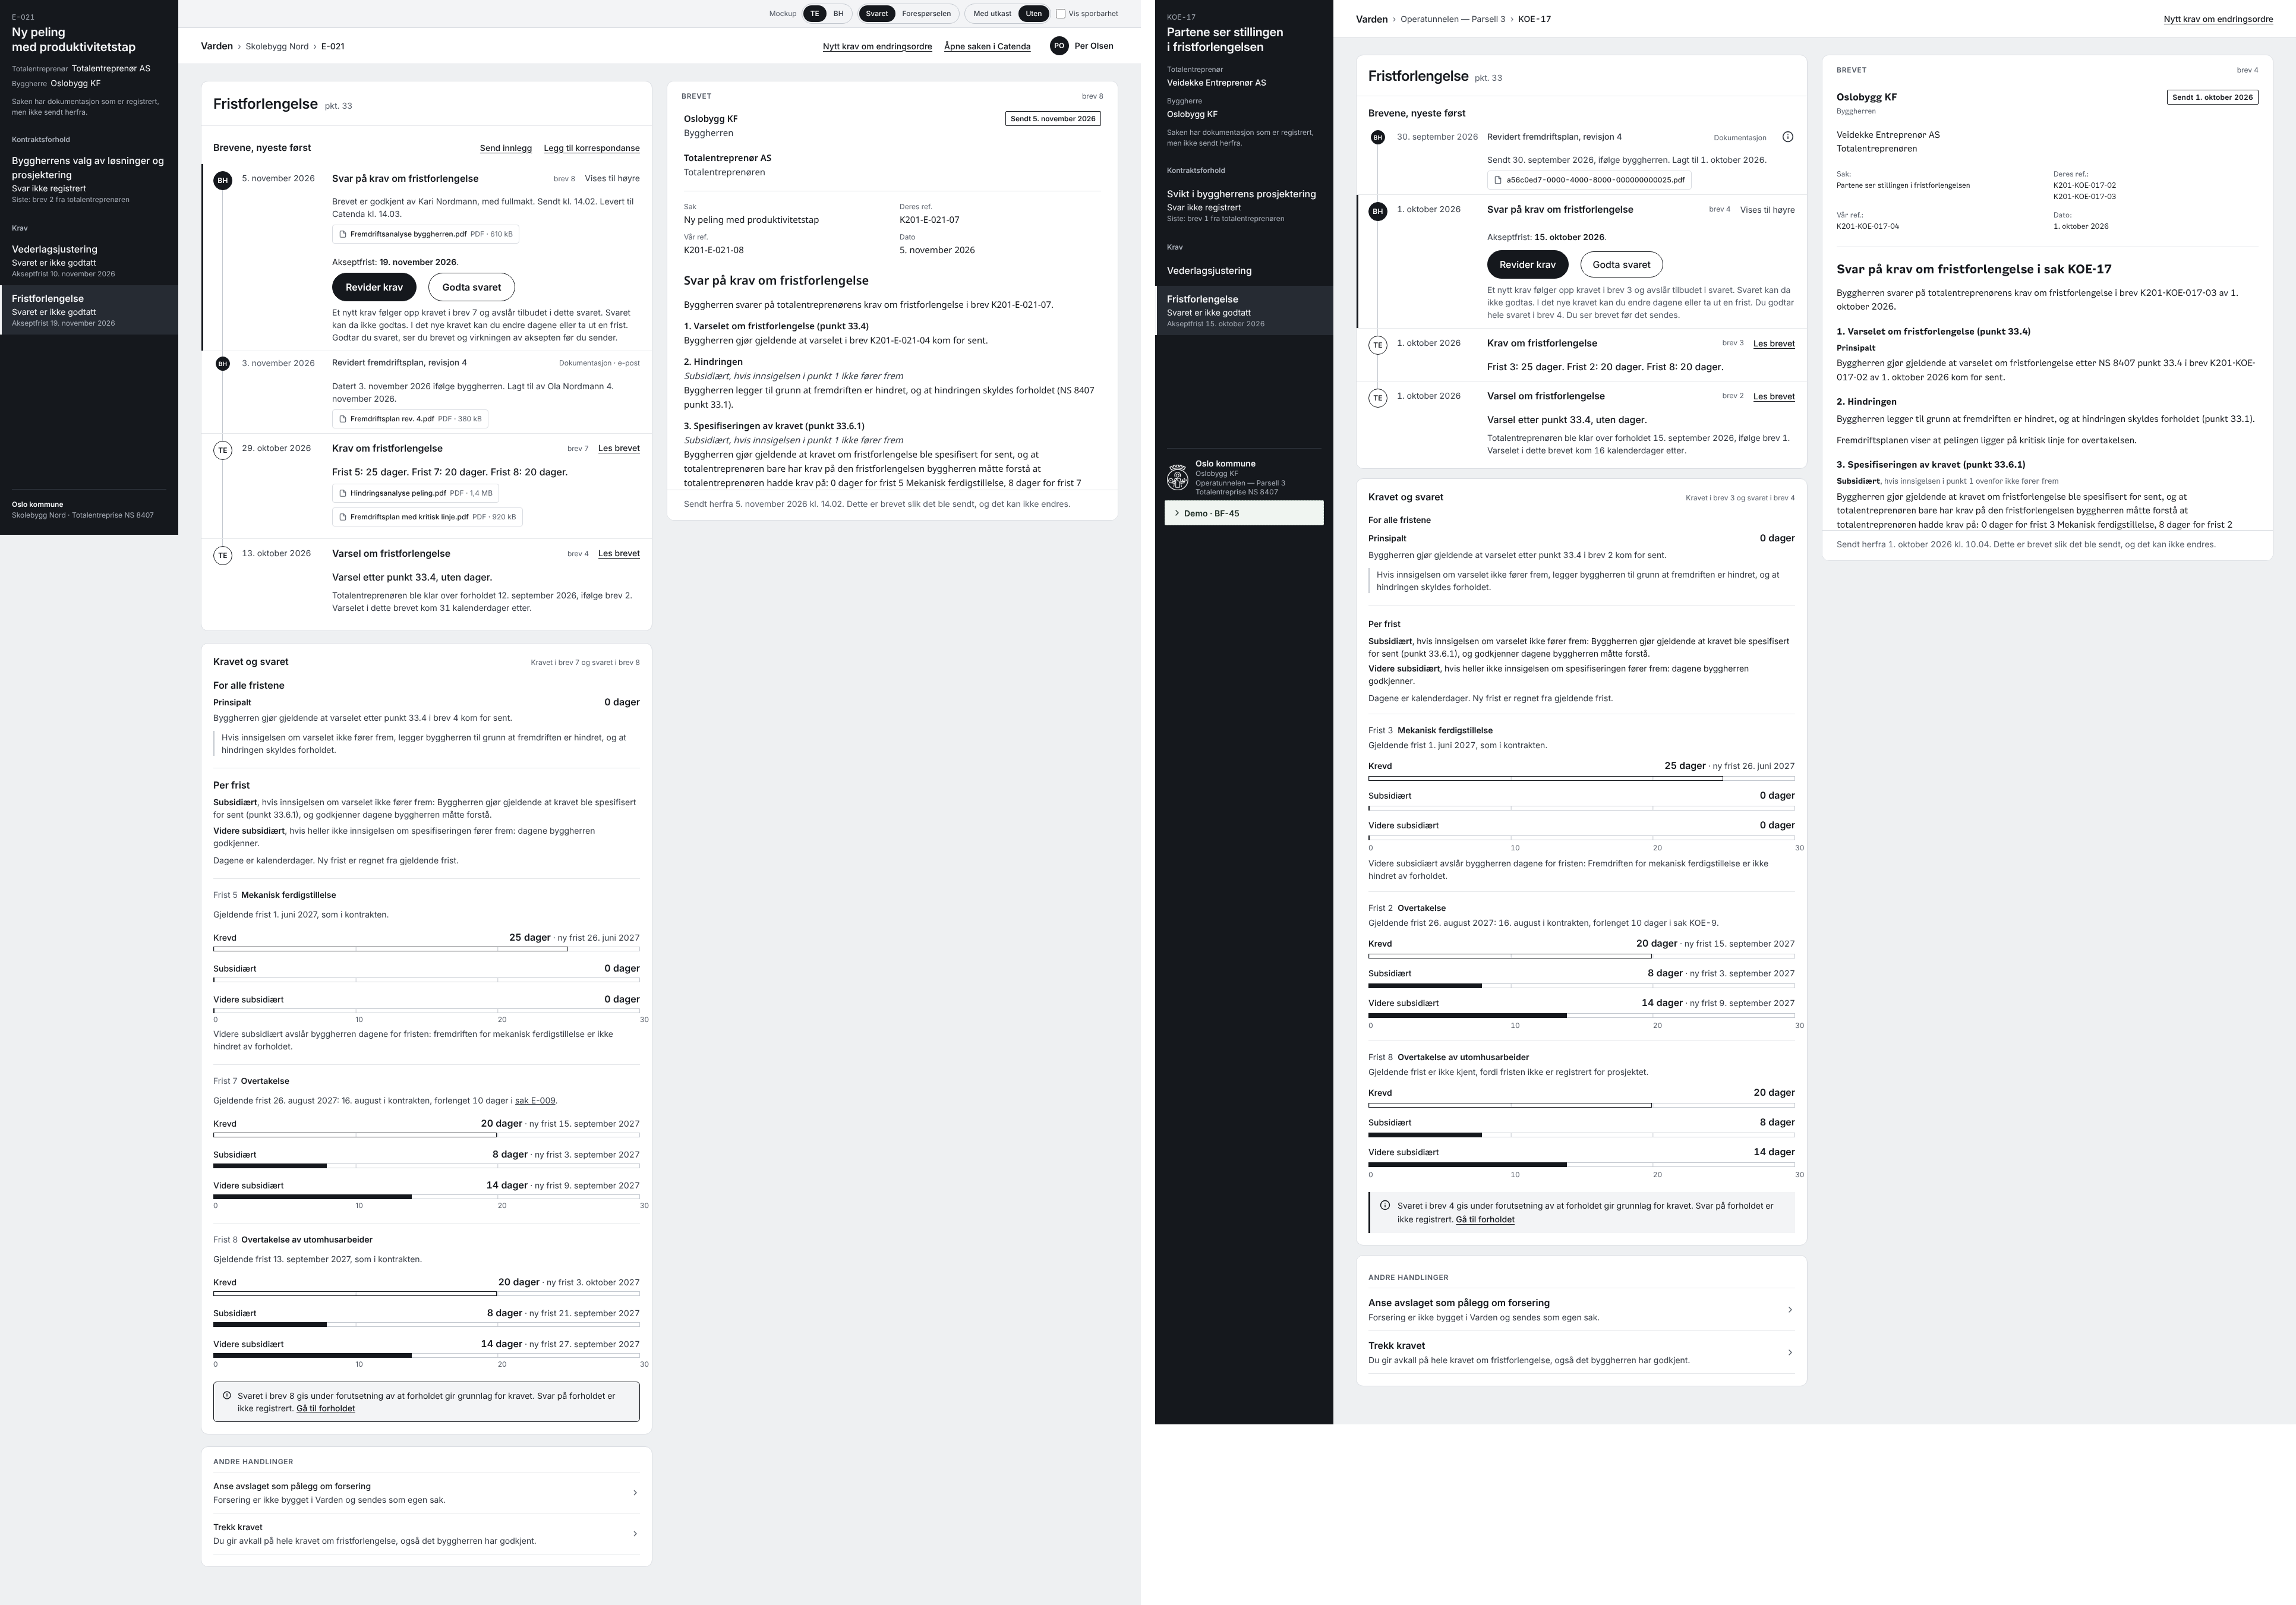 E-021
Ny peling
med produktivitetstap
Totalentreprenør Totalentreprenør AS
Byggherre Oslobygg KF
Saken har dokumentasjon som er registrert,
men ikke sendt herfra.
Kontraktsforhold
Byggherrens valg av løsninger og
prosjektering
Svar ikke registrert
Siste: brev 2 fra totalentreprenøren
Krav
Vederlagsjustering
Svaret er ikke godtatt
Akseptfrist 10. november 2026
Fristforlengelse
Svaret er ikke godtatt
Akseptfrist 19. november 2026
Oslo kommune
Skolebygg Nord · Totalentreprise NS 8407
Mockup TE BH Svaret Forespørselen Med utkast Uten Vis sporbarhet
Varden › Skolebygg Nord › E-021
Nytt krav om endringsordre Åpne saken i Catenda PO Per Olsen
Fristforlengelse pkt. 33
Brevene, nyeste først Send innlegg Legg til korrespondanse
BH 5. november 2026 Svar på krav om fristforlengelse brev 8 Vises til høyre
Brevet er godkjent av Kari Nordmann, med fullmakt. Sendt kl. 14.02. Levert til
Catenda kl. 14.03.
Fremdriftsanalyse byggherren.pdf PDF · 610 kB
Akseptfrist: 19. november 2026.
Revider krav Godta svaret
Et nytt krav følger opp kravet i brev 7 og avslår tilbudet i dette svaret. Svaret
kan da ikke godtas. I det nye kravet kan du endre dagene eller ta ut en frist.
Godtar du svaret, ser du brevet og virkningen av aksepten før du sender.
BH 3. november 2026 Revidert fremdriftsplan, revisjon 4 Dokumentasjon · e-post
Datert 3. november 2026 ifølge byggherren. Lagt til av Ola Nordmann 4.
november 2026.
Fremdriftsplan rev. 4.pdf PDF · 380 kB
TE 29. oktober 2026 Krav om fristforlengelse brev 7 Les brevet
Frist 5: 25 dager. Frist 7: 20 dager. Frist 8: 20 dager.
Hindringsanalyse peling.pdf PDF · 1,4 MB
Fremdriftsplan med kritisk linje.pdf PDF · 920 kB
TE 13. oktober 2026 Varsel om fristforlengelse brev 4 Les brevet
Varsel etter punkt 33.4, uten dager.
Totalentreprenøren ble klar over forholdet 12. september 2026, ifølge brev 2.
Varselet i dette brevet kom 31 kalenderdager etter.
Kravet og svaret Kravet i brev 7 og svaret i brev 8
For alle fristene
Prinsipalt 0 dager
Byggherren gjør gjeldende at varselet etter punkt 33.4 i brev 4 kom for sent.
Hvis innsigelsen om varselet ikke fører frem, legger byggherren til grunn at fremdriften er hindret, og at
hindringen skyldes forholdet.
Per frist
Subsidiært, hvis innsigelsen om varselet ikke fører frem: Byggherren gjør gjeldende at kravet ble spesifisert
for sent (punkt 33.6.1), og godkjenner dagene byggherren måtte forstå.
Videre subsidiært, hvis heller ikke innsigelsen om spesifiseringen fører frem: dagene byggherren
godkjenner.
Dagene er kalenderdager. Ny frist er regnet fra gjeldende frist.
Frist 5 Mekanisk ferdigstillelse
Gjeldende frist 1. juni 2027, som i kontrakten.
Krevd 25 dager · ny frist 26. juni 2027
Subsidiært 0 dager
Videre subsidiært 0 dager
0 10 20 30
Videre subsidiært avslår byggherren dagene for fristen: fremdriften for mekanisk ferdigstillelse er ikke
hindret av forholdet.
Frist 7 Overtakelse
Gjeldende frist 26. august 2027: 16. august i kontrakten, forlenget 10 dager i sak E-009.
Krevd 20 dager · ny frist 15. september 2027
Subsidiært 8 dager · ny frist 3. september 2027
Videre subsidiært 14 dager · ny frist 9. september 2027
0 10 20 30
Frist 8 Overtakelse av utomhusarbeider
Gjeldende frist 13. september 2027, som i kontrakten.
Krevd 20 dager · ny frist 3. oktober 2027
Subsidiært 8 dager · ny frist 21. september 2027
Videre subsidiært 14 dager · ny frist 27. september 2027
0 10 20 30
Svaret i brev 8 gis under forutsetning av at forholdet gir grunnlag for kravet. Svar på forholdet er
ikke registrert. Gå til forholdet
ANDRE HANDLINGER
Anse avslaget som pålegg om forsering
Forsering er ikke bygget i Varden og sendes som egen sak.
Trekk kravet
Du gir avkall på hele kravet om fristforlengelse, også det byggherren har godkjent.
BREVET brev 8
Oslobygg KF Sendt 5. november 2026
Byggherren
Totalentreprenør AS
Totalentreprenøren
Sak Deres ref.
Ny peling med produktivitetstap K201-E-021-07
Vår ref. Dato
K201-E-021-08 5. november 2026
Svar på krav om fristforlengelse
Byggherren svarer på totalentreprenørens krav om fristforlengelse i brev K201-E-021-07.
1. Varselet om fristforlengelse (punkt 33.4)
Byggherren gjør gjeldende at varselet i brev K201-E-021-04 kom for sent.
2. Hindringen
Subsidiært, hvis innsigelsen i punkt 1 ikke fører frem
Byggherren legger til grunn at fremdriften er hindret, og at hindringen skyldes forholdet (NS 8407
punkt 33.1).
3. Spesifiseringen av kravet (punkt 33.6.1)
Subsidiært, hvis innsigelsen i punkt 1 ikke fører frem
Byggherren gjør gjeldende at kravet om fristforlengelse ble spesifisert for sent, og at
totalentreprenøren bare har krav på den fristforlengelsen byggherren måtte forstå at
totalentreprenøren hadde krav på: 0 dager for frist 5 Mekanisk ferdigstillelse, 8 dager for frist 7
Sendt herfra 5. november 2026 kl. 14.02. Dette er brevet slik det ble sendt, og det kan ikke endres.
KOE-17
Partene ser stillingen
i fristforlengelsen
Totalentreprenør
Veidekke Entreprenør AS
Byggherre
Oslobygg KF
Saken har dokumentasjon som er registrert,
men ikke sendt herfra.
Kontraktsforhold
Svikt i byggherrens prosjektering
Svar ikke registrert
Siste: brev 1 fra totalentreprenøren
Krav
Vederlagsjustering
Fristforlengelse
Svaret er ikke godtatt
Akseptfrist 15. oktober 2026
Oslo kommune
Oslobygg KF
Operatunnelen — Parsell 3
Totalentreprise NS 8407
Demo · BF-45
Varden › Operatunnelen — Parsell 3 › KOE-17
Nytt krav om endringsordre
Fristforlengelse pkt. 33
Brevene, nyeste først
BH 30. september 2026 Revidert fremdriftsplan, revisjon 4 Dokumentasjon
Sendt 30. september 2026, ifølge byggherren. Lagt til 1. oktober 2026.
a56c0ed7-0000-4000-8000-000000000025.pdf
BH 1. oktober 2026 Svar på krav om fristforlengelse brev 4 Vises til høyre
Akseptfrist: 15. oktober 2026.
Revider krav Godta svaret
Et nytt krav følger opp kravet i brev 3 og avslår tilbudet i svaret. Svaret kan da
ikke godtas. I det nye kravet kan du endre dagene eller ta ut en frist. Du godtar
hele svaret i brev 4. Du ser brevet før det sendes.
TE 1. oktober 2026 Krav om fristforlengelse brev 3 Les brevet
Frist 3: 25 dager. Frist 2: 20 dager. Frist 8: 20 dager.
TE 1. oktober 2026 Varsel om fristforlengelse brev 2 Les brevet
Varsel etter punkt 33.4, uten dager.
Totalentreprenøren ble klar over forholdet 15. september 2026, ifølge brev 1.
Varselet i dette brevet kom 16 kalenderdager etter.
Kravet og svaret Kravet i brev 3 og svaret i brev 4
For alle fristene
Prinsipalt 0 dager
Byggherren gjør gjeldende at varselet etter punkt 33.4 i brev 2 kom for sent.
Hvis innsigelsen om varselet ikke fører frem, legger byggherren til grunn at fremdriften er hindret, og at
hindringen skyldes forholdet.
Per frist
Subsidiært, hvis innsigelsen om varselet ikke fører frem: Byggherren gjør gjeldende at kravet ble spesifisert
for sent (punkt 33.6.1), og godkjenner dagene byggherren måtte forstå.
Videre subsidiært, hvis heller ikke innsigelsen om spesifiseringen fører frem: dagene byggherren
godkjenner.
Dagene er kalenderdager. Ny frist er regnet fra gjeldende frist.
Frist 3 Mekanisk ferdigstillelse
Gjeldende frist 1. juni 2027, som i kontrakten.
Krevd 25 dager · ny frist 26. juni 2027
Subsidiært 0 dager
Videre subsidiært 0 dager
0 10 20 30
Videre subsidiært avslår byggherren dagene for fristen: Fremdriften for mekanisk ferdigstillelse er ikke
hindret av forholdet.
Frist 2 Overtakelse
Gjeldende frist 26. august 2027: 16. august i kontrakten, forlenget 10 dager i sak KOE-9.
Krevd 20 dager · ny frist 15. september 2027
Subsidiært 8 dager · ny frist 3. september 2027
Videre subsidiært 14 dager · ny frist 9. september 2027
0 10 20 30
Frist 8 Overtakelse av utomhusarbeider
Gjeldende frist er ikke kjent, fordi fristen ikke er registrert for prosjektet.
Krevd 20 dager
Subsidiært 8 dager
Videre subsidiært 14 dager
0 10 20 30
Svaret i brev 4 gis under forutsetning av at forholdet gir grunnlag for kravet. Svar på forholdet er
ikke registrert. Gå til forholdet
ANDRE HANDLINGER
Anse avslaget som pålegg om forsering
Forsering er ikke bygget i Varden og sendes som egen sak.
Trekk kravet
Du gir avkall på hele kravet om fristforlengelse, også det byggherren har godkjent.
BREVET brev 4
Oslobygg KF Sendt 1. oktober 2026
Byggherren
Veidekke Entreprenør AS
Totalentreprenøren
Sak: Deres ref.:
Partene ser stillingen i fristforlengelsen K201-KOE-017-02
K201-KOE-017-03
Vår ref.: Dato:
K201-KOE-017-04 1. oktober 2026
Svar på krav om fristforlengelse i sak KOE-17
Byggherren svarer på totalentreprenørens krav om fristforlengelse i brev K201-KOE-017-03 av 1.
oktober 2026.
1. Varselet om fristforlengelse (punkt 33.4)
Prinsipalt
Byggherren gjør gjeldende at varselet om fristforlengelse etter NS 8407 punkt 33.4 i brev K201-KOE-
017-02 av 1. oktober 2026 kom for sent.
2. Hindringen
Byggherren legger til grunn at fremdriften er hindret, og at hindringen skyldes forholdet (punkt 33.1).
Fremdriftsplanen viser at pelingen ligger på kritisk linje for overtakelsen.
3. Spesifiseringen av kravet (punkt 33.6.1)
Subsidiært, hvis innsigelsen i punkt 1 ovenfor ikke fører frem
Byggherren gjør gjeldende at kravet om fristforlengelse ble spesifisert for sent, og at
totalentreprenøren bare har krav på den fristforlengelsen byggherren måtte forstå at
totalentreprenøren hadde krav på: 0 dager for frist 3 Mekanisk ferdigstillelse, 8 dager for frist 2
Sendt herfra 1. oktober 2026 kl. 10.04. Dette er brevet slik det ble sendt, og det kan ikke endres.